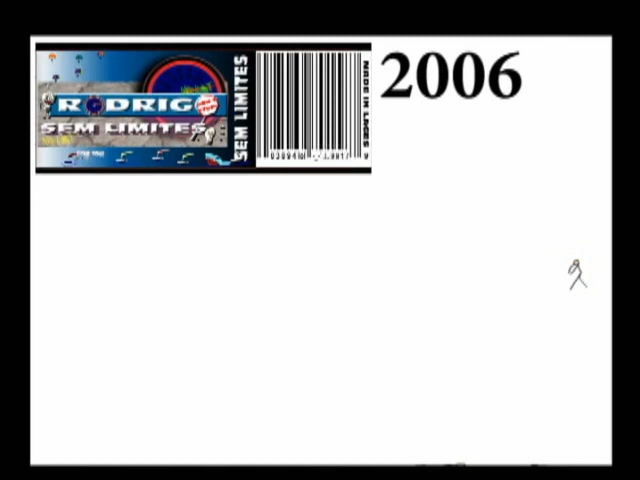 RODRIGO
SEM LIMITES
SEM LIMITES
MADE IN LAGES
2006